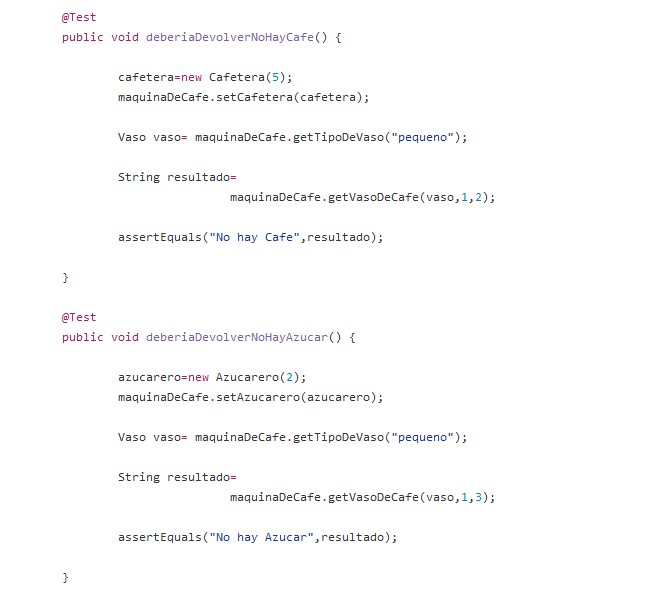 @Test
public void deberiaDevolverNoHayCafe() {
cafetera=new Cafetera(5);
maquinaDeCafe.setCafetera(cafetera);
Vaso vaso= maquinaDeCafe.getTipoDeVaso("pequeno");
String resultado=
maquinaDeCafe.getVasoDeCafe(vaso,1,2);
assertEquals("No hay Cafe",resultado);
}
@Test
public void deberiaDevolverNoHayAzucar() {
azucarero=new Azucarero(2);
maquinaDeCafe.setAzucarero(azucarero);
Vaso vaso= maquinaDeCafe.getTipoDeVaso("pequeno");
String resultado=
maquinaDeCafe.getVasoDeCafe(vaso,1,3);
assertEquals("No hay Azucar",resultado);
}